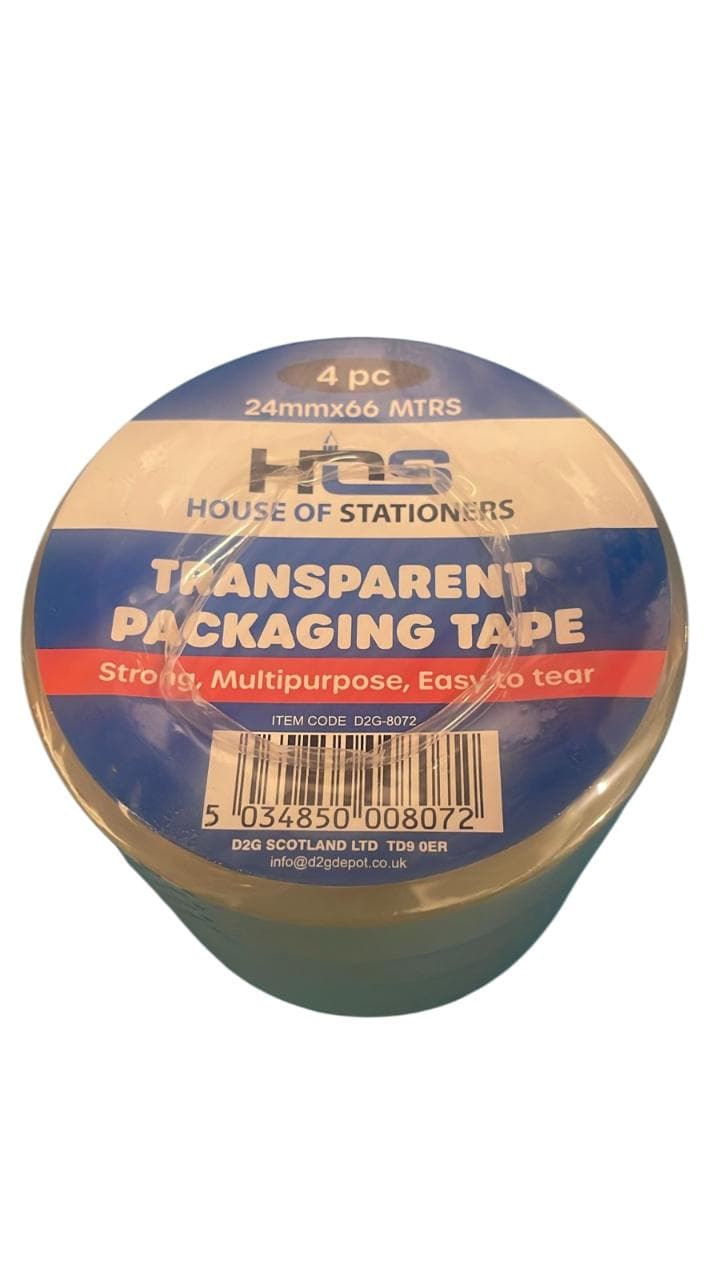 4 pc
24mmx66 MTRS
HOS
HOUSE OF STATIONERS
TRANSPARENT
PACKAGING TAPE
Strong, Multipurpose, Easy to tear
ITEM CODE D2G-8072
5 034850 008072
D2G SCOTLAND LTD TD9 0ER
info@d2gdepot.co.uk